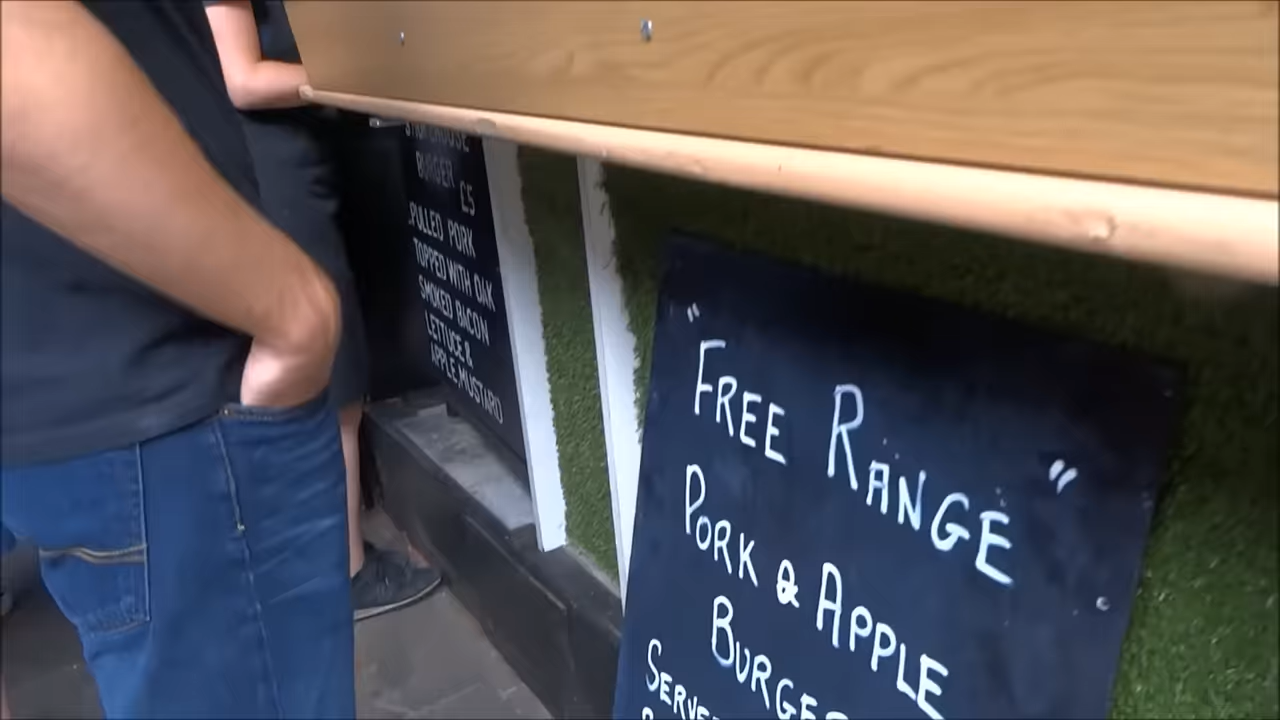 BURGER
£5
PULLED PORK
TOPPED WITH OAK
SMOKED BACON
LETTUCE &
APPLE MUSTARD
"FREE RANGE"
PORK & APPLE